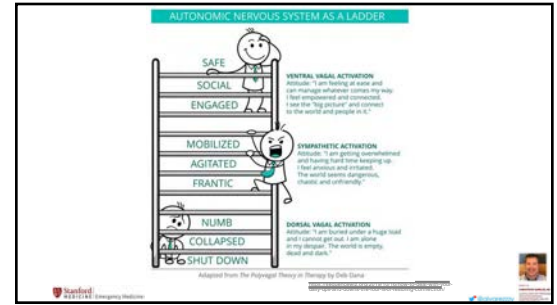 AUTONOMIC NERVOUS SYSTEM AS A LADDER
SAFE
SOCIAL
ENGAGED
VENTRAL VAGAL ACTIVATION
Attitude: "I am feeling at ease and
can manage whatever comes my way.
I feel empowered and connected.
I see the "big picture" and connect
to the world and people in it."
MOBILIZED
AGITATED
FRANTIC
SYMPATHETIC ACTIVATION
Attitude: "I am getting overwhelmed
and having hard time keeping up.
I feel anxious and irritated.
The world seems dangerous,
chaotic and unfriendly."
NUMB
COLLAPSED
SHUT DOWN
DORSAL VAGAL ACTIVATION
Attitude: "I am buried under a huge load
and I cannot get out. I am alone
in my despair. The world is empty,
dead and dark."
Adapted from The Polyvagal Theory in Therapy by Deb Dana
Stanford
MEDICINE | Emergency Medicine